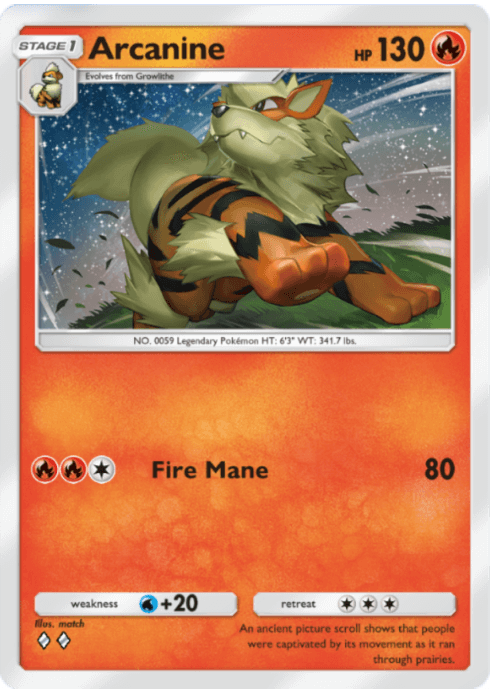 STAGE 1 Arcanine HP 130
Evolves from Growlithe
NO. 0059 Legendary Pokémon HT: 6'3" WT: 341.7 lbs.
Fire Mane 80
weakness +20 retreat
Illus. match
An ancient picture scroll shows that people
were captivated by its movement as it ran
through prairies.